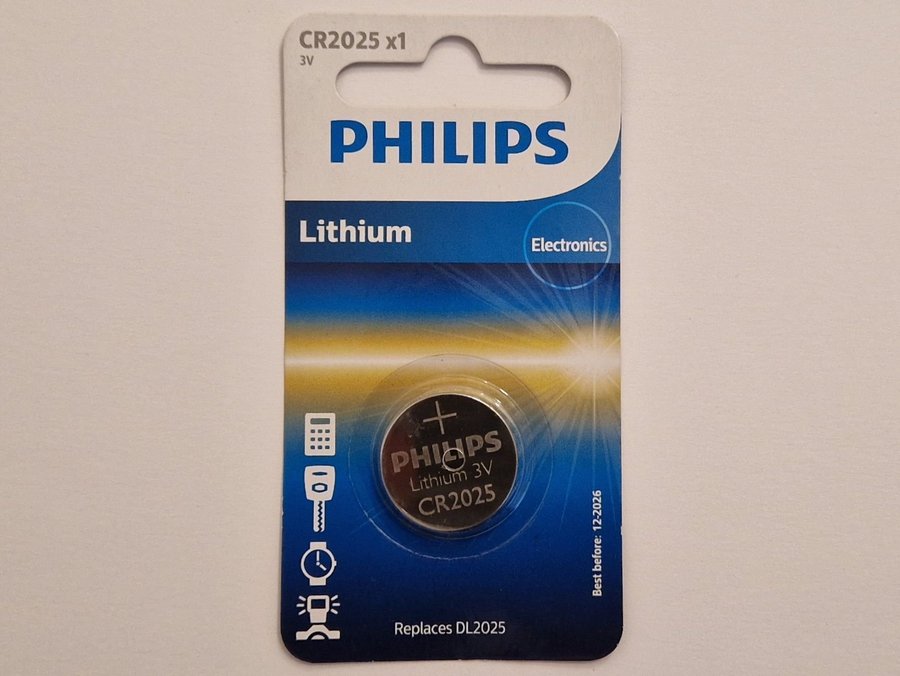 CR2025 x1
3V
PHILIPS
Lithium
Electronics
+
PHILIPS
Lithium 3V
CR2025
Best before: 12-2026
Replaces DL2025